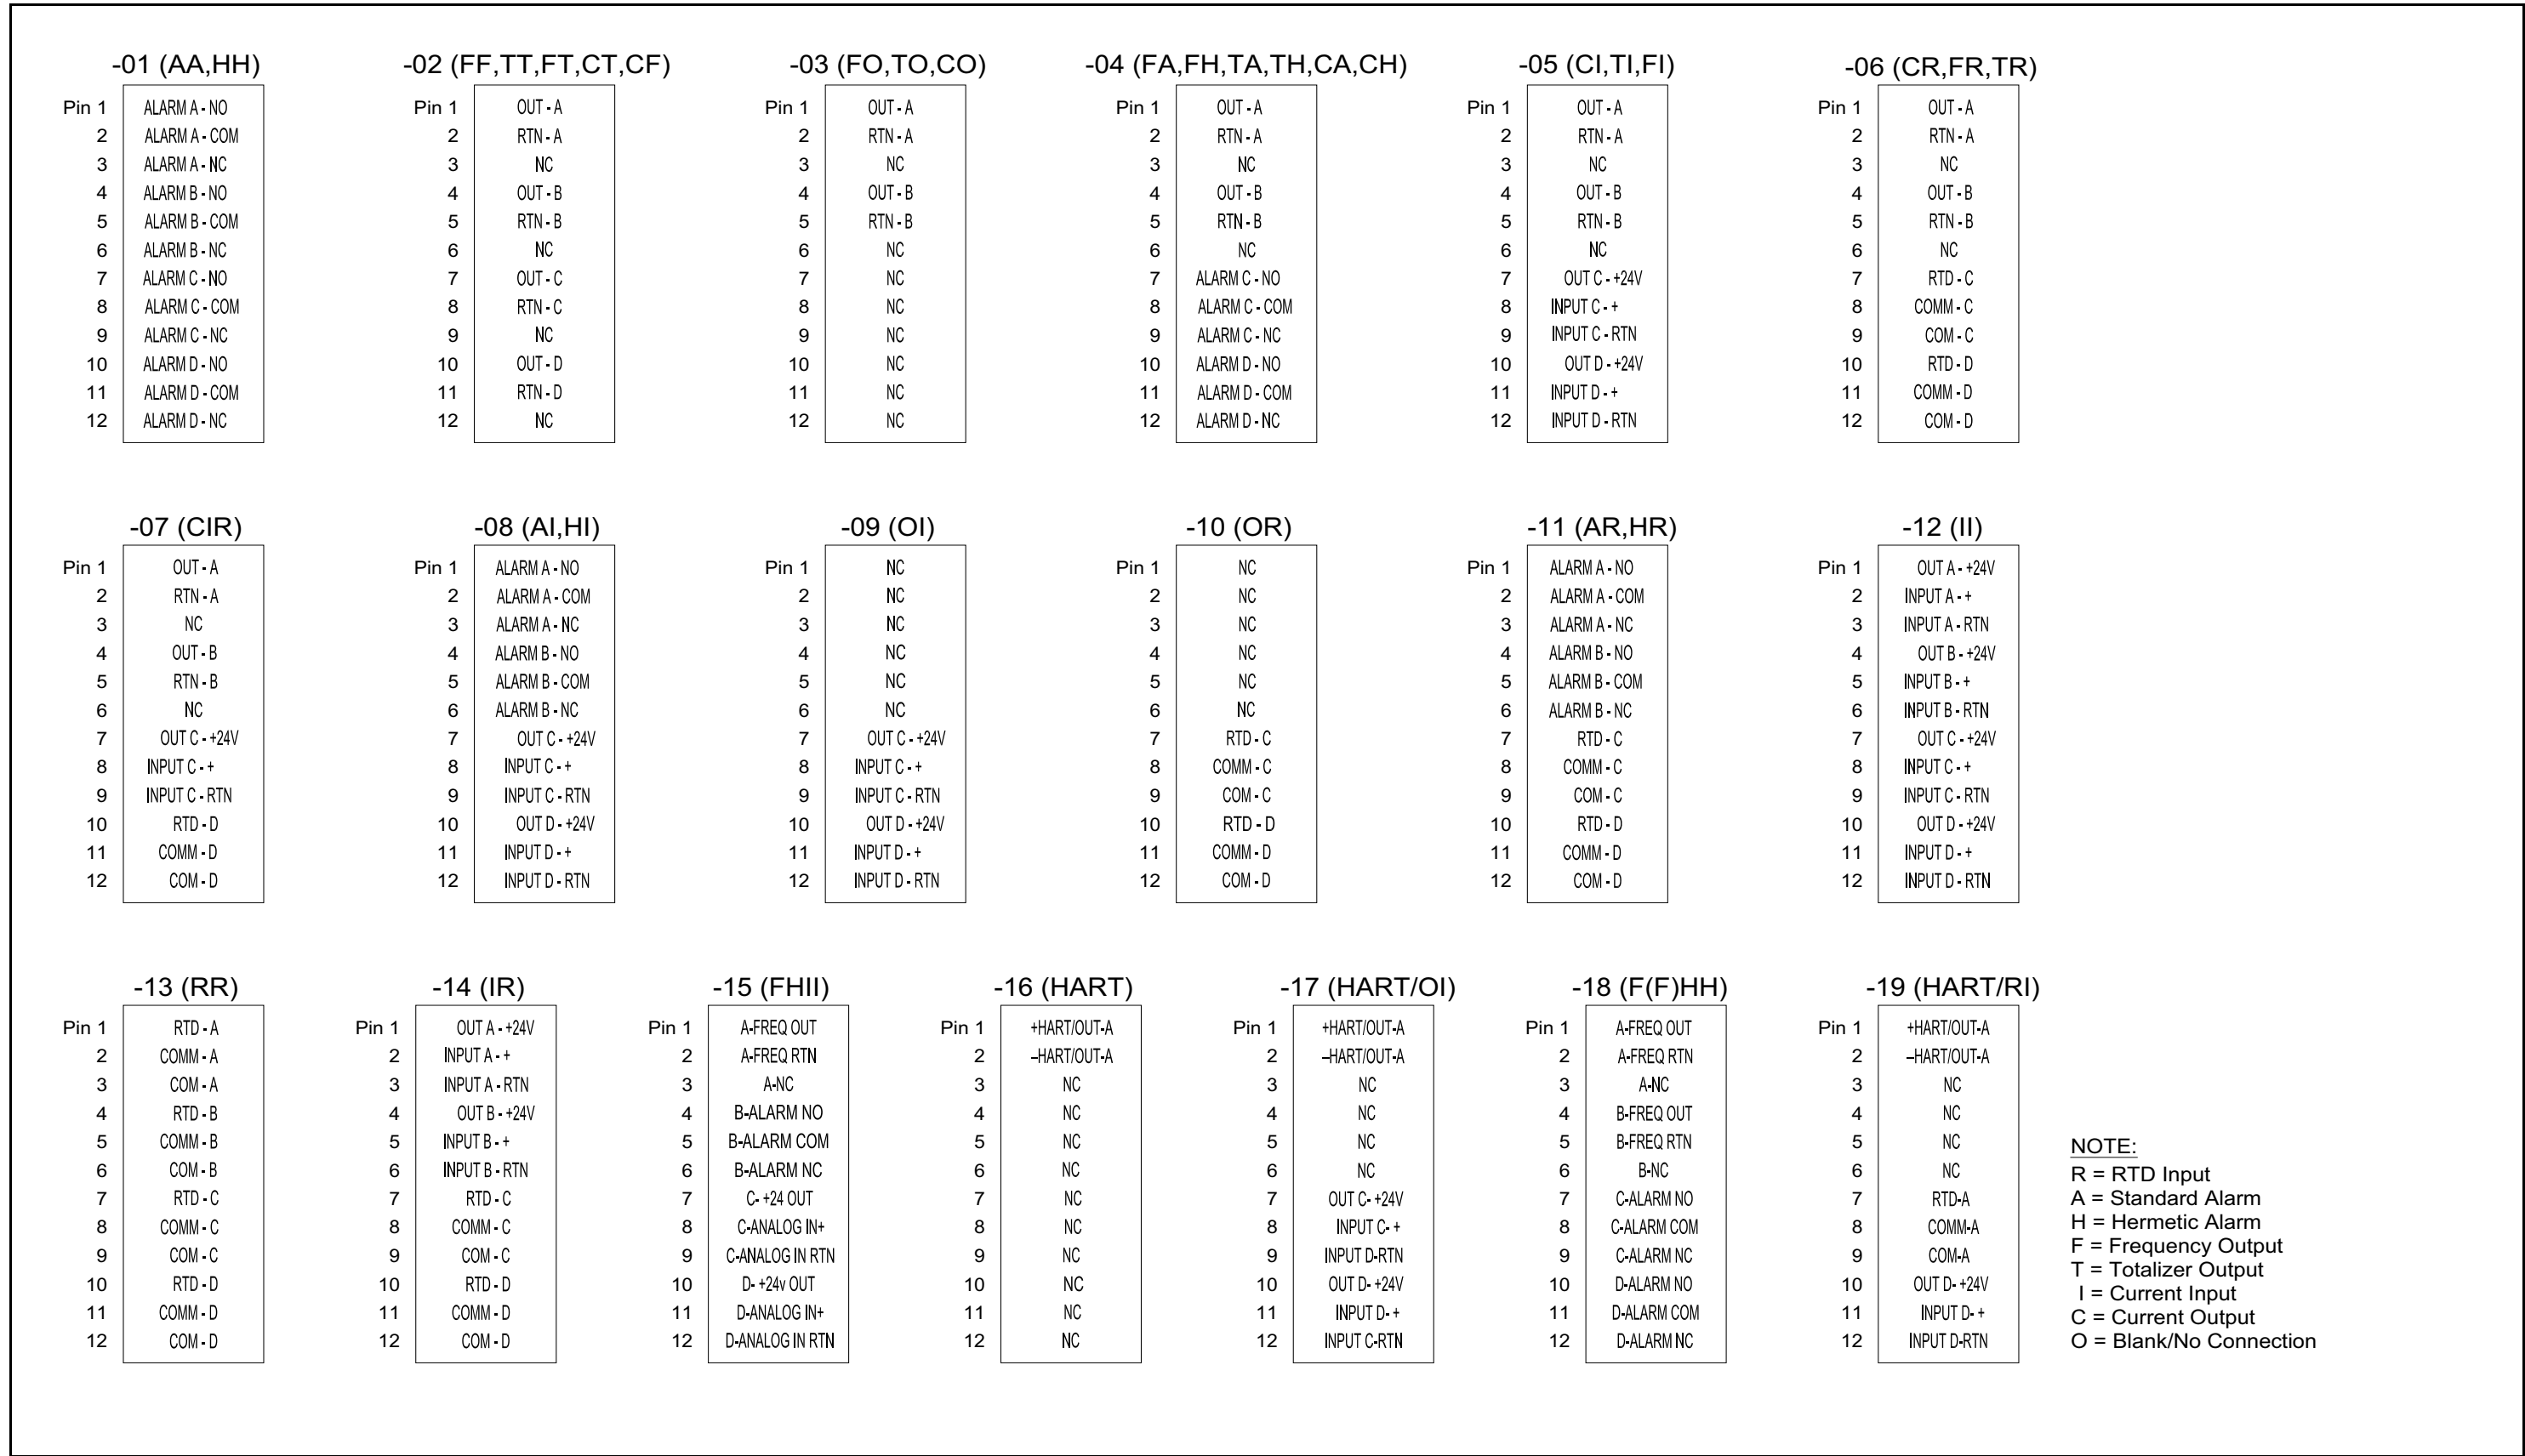 -01 (AA,HH)
Pin 1 ALARM A - NO
2 ALARM A - COM
3 ALARM A - NC
4 ALARM B - NO
5 ALARM B - COM
6 ALARM B - NC
7 ALARM C - NO
8 ALARM C - COM
9 ALARM C - NC
10 ALARM D - NO
11 ALARM D - COM
12 ALARM D - NC
-02 (FF,TT,FT,CT,CF)
Pin 1 OUT - A
2 RTN - A
3 NC
4 OUT - B
5 RTN - B
6 NC
7 OUT - C
8 RTN - C
9 NC
10 OUT - D
11 RTN - D
12 NC
-03 (FO,TO,CO)
Pin 1 OUT - A
2 RTN - A
3 NC
4 OUT - B
5 RTN - B
6 NC
7 NC
8 NC
9 NC
10 NC
11 NC
12 NC
-04 (FA,FH,TA,TH,CA,CH)
Pin 1 OUT - A
2 RTN - A
3 NC
4 OUT - B
5 RTN - B
6 NC
7 ALARM C - NO
8 ALARM C - COM
9 ALARM C - NC
10 ALARM D - NO
11 ALARM D - COM
12 ALARM D - NC
-05 (CI,TI,FI)
Pin 1 OUT - A
2 RTN - A
3 NC
4 OUT - B
5 RTN - B
6 NC
7 OUT C - +24V
8 INPUT C - +
9 INPUT C - RTN
10 OUT D - +24V
11 INPUT D - +
12 INPUT D - RTN
-06 (CR,FR,TR)
Pin 1 OUT - A
2 RTN - A
3 NC
4 OUT - B
5 RTN - B
6 NC
7 RTD - C
8 COMM - C
9 COM - C
10 RTD - D
11 COMM - D
12 COM - D
-07 (CIR)
Pin 1 OUT - A
2 RTN - A
3 NC
4 OUT - B
5 RTN - B
6 NC
7 OUT C - +24V
8 INPUT C - +
9 INPUT C - RTN
10 RTD - D
11 COMM - D
12 COM - D
-08 (AI,HI)
Pin 1 ALARM A - NO
2 ALARM A - COM
3 ALARM A - NC
4 ALARM B - NO
5 ALARM B - COM
6 ALARM B - NC
7 OUT C - +24V
8 INPUT C - +
9 INPUT C - RTN
10 OUT D - +24V
11 INPUT D - +
12 INPUT D - RTN
-09 (OI)
Pin 1 NC
2 NC
3 NC
4 NC
5 NC
6 NC
7 OUT C - +24V
8 INPUT C - +
9 INPUT C - RTN
10 OUT D - +24V
11 INPUT D - +
12 INPUT D - RTN
-10 (OR)
Pin 1 NC
2 NC
3 NC
4 NC
5 NC
6 NC
7 RTD - C
8 COMM - C
9 COM - C
10 RTD - D
11 COMM - D
12 COM - D
-11 (AR,HR)
Pin 1 ALARM A - NO
2 ALARM A - COM
3 ALARM A - NC
4 ALARM B - NO
5 ALARM B - COM
6 ALARM B - NC
7 RTD - C
8 COMM - C
9 COM - C
10 RTD - D
11 COMM - D
12 COM - D
-12 (II)
Pin 1 OUT A - +24V
2 INPUT A - +
3 INPUT A - RTN
4 OUT B - +24V
5 INPUT B - +
6 INPUT B - RTN
7 OUT C - +24V
8 INPUT C - +
9 INPUT C - RTN
10 OUT D - +24V
11 INPUT D - +
12 INPUT D - RTN
-13 (RR)
Pin 1 RTD - A
2 COMM - A
3 COM - A
4 RTD - B
5 COMM - B
6 COM - B
7 RTD - C
8 COMM - C
9 COM - C
10 RTD - D
11 COMM - D
12 COM - D
-14 (IR)
Pin 1 OUT A - +24V
2 INPUT A - +
3 INPUT A - RTN
4 OUT B - +24V
5 INPUT B - +
6 INPUT B - RTN
7 RTD - C
8 COMM - C
9 COM - C
10 RTD - D
11 COMM - D
12 COM - D
-15 (FHII)
Pin 1 A-FREQ OUT
2 A-FREQ RTN
3 A-NC
4 B-ALARM NO
5 B-ALARM COM
6 B-ALARM NC
7 C- +24 OUT
8 C-ANALOG IN+
9 C-ANALOG IN RTN
10 D- +24v OUT
11 D-ANALOG IN+
12 D-ANALOG IN RTN
-16 (HART)
Pin 1 +HART/OUT-A
2 –HART/OUT-A
3 NC
4 NC
5 NC
6 NC
7 NC
8 NC
9 NC
10 NC
11 NC
12 NC
-17 (HART/OI)
Pin 1 +HART/OUT-A
2 –HART/OUT-A
3 NC
4 NC
5 NC
6 NC
7 OUT C- +24V
8 INPUT C- +
9 INPUT D-RTN
10 OUT D- +24V
11 INPUT D- +
12 INPUT C-RTN
-18 (F(F)HH)
Pin 1 A-FREQ OUT
2 A-FREQ RTN
3 A-NC
4 B-FREQ OUT
5 B-FREQ RTN
6 B-NC
7 C-ALARM NO
8 C-ALARM COM
9 C-ALARM NC
10 D-ALARM NO
11 D-ALARM COM
12 D-ALARM NC
-19 (HART/RI)
Pin 1 +HART/OUT-A
2 –HART/OUT-A
3 NC
4 NC
5 NC
6 NC
7 RTD-A
8 COMM-A
9 COM-A
10 OUT D- +24V
11 INPUT D- +
12 INPUT D-RTN
NOTE:
R = RTD Input
A = Standard Alarm
H = Hermetic Alarm
F = Frequency Output
T = Totalizer Output
I = Current Input
C = Current Output
O = Blank/No Connection